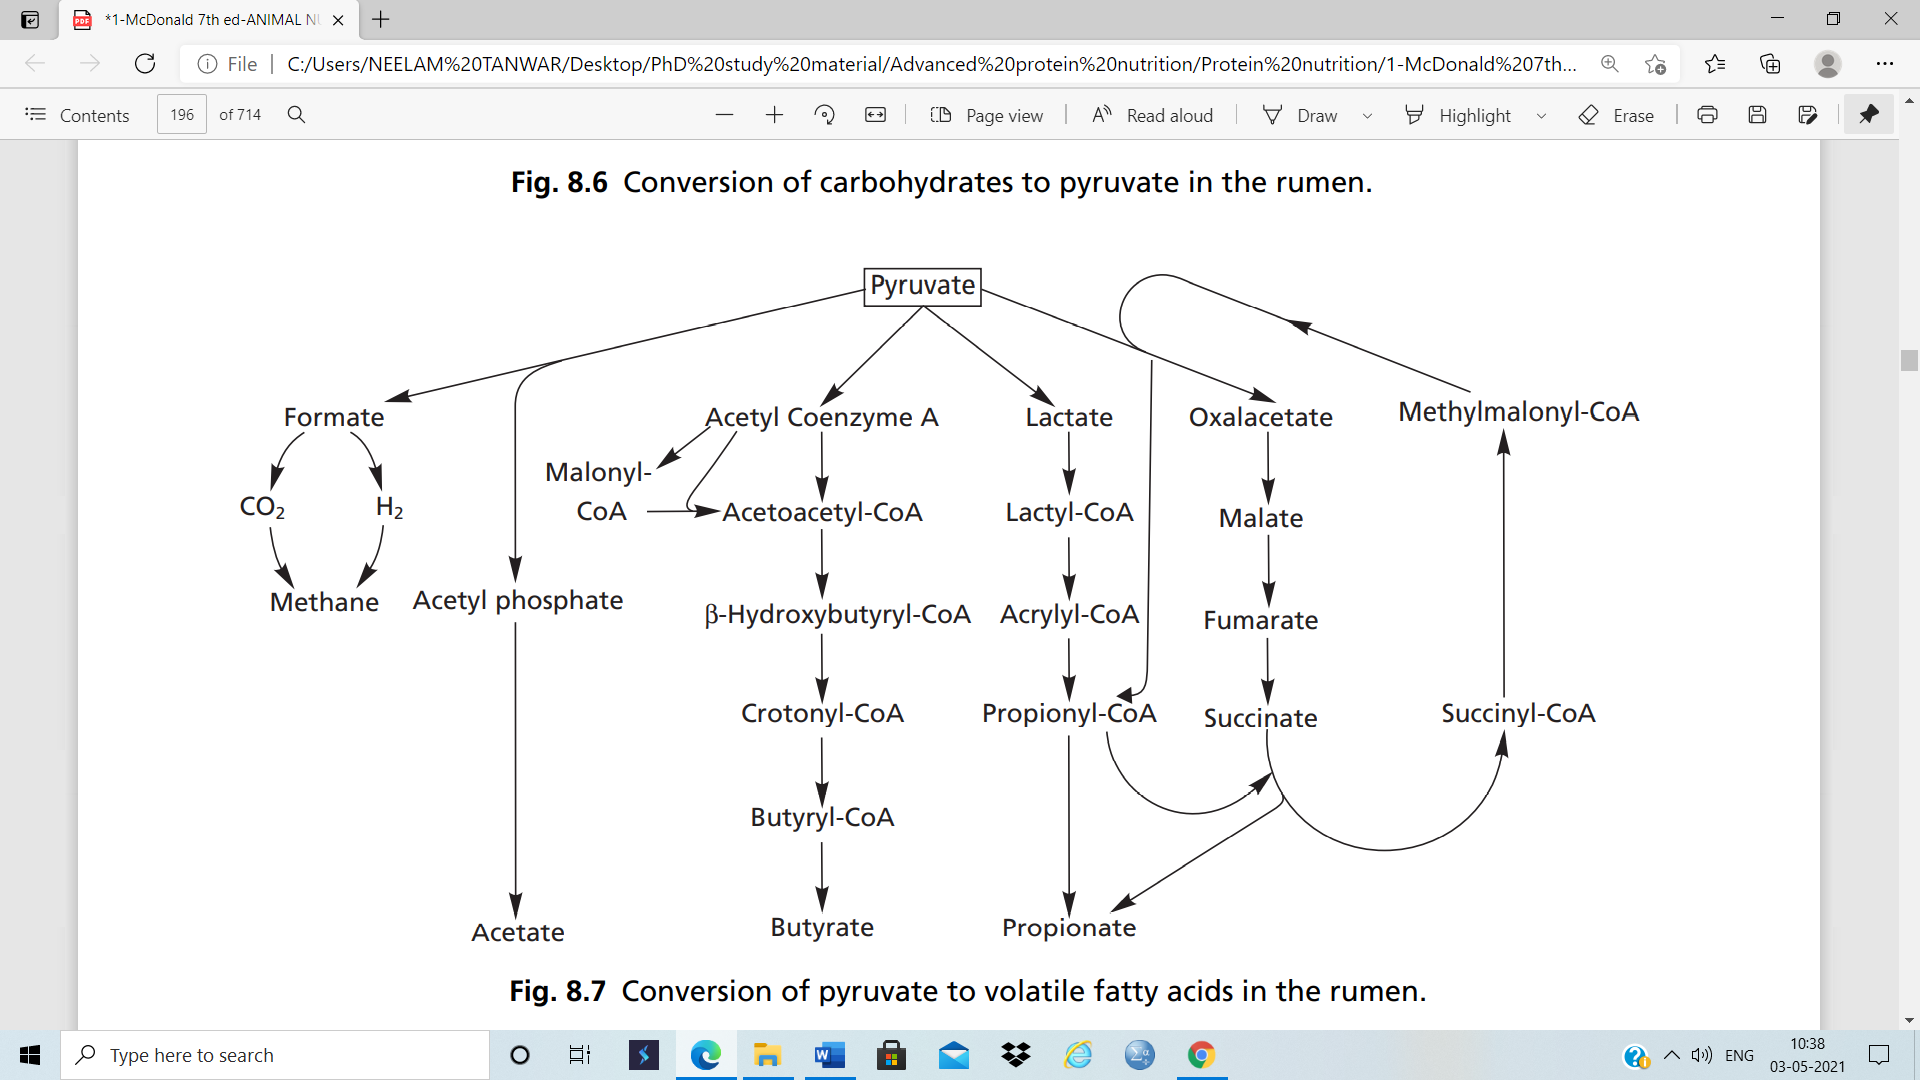 *1-McDonald 7th ed-ANIMAL NU
File
C:/Users/NEELAM%20TANWAR/Desktop/PhD%20study%20material/Advanced%20protein%20nutrition/Protein%20nutrition/1-McDonald%207th...
Contents
196 of 714
Page view
Read aloud
Draw
Highlight
Erase
Fig. 8.6 Conversion of carbohydrates to pyruvate in the rumen.
Pyruvate
Formate
Acetyl Coenzyme A
Lactate
Oxalacetate
Methylmalonyl-CoA
Malonyl-
CoA
CO₂
H₂
Acetoacetyl-CoA
Lactyl-CoA
Malate
Methane
Acetyl phosphate
β-Hydroxybutyryl-CoA
Acrylyl-CoA
Fumarate
Crotonyl-CoA
Propionyl-CoA
Succinate
Succinyl-CoA
Butyryl-CoA
Acetate
Butyrate
Propionate
Fig. 8.7 Conversion of pyruvate to volatile fatty acids in the rumen.
Type here to search
ENG
10:38
03-05-2021